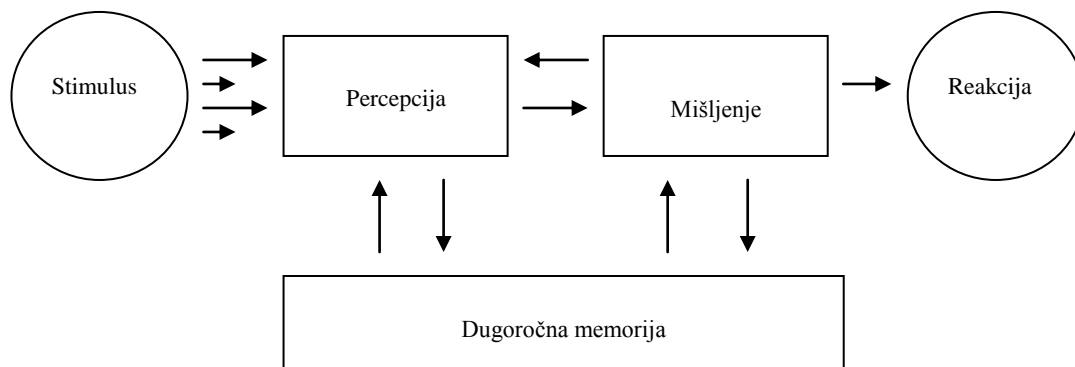 Stimulus
Percepcija
Mišljenje
Reakcija
Dugoročna memorija